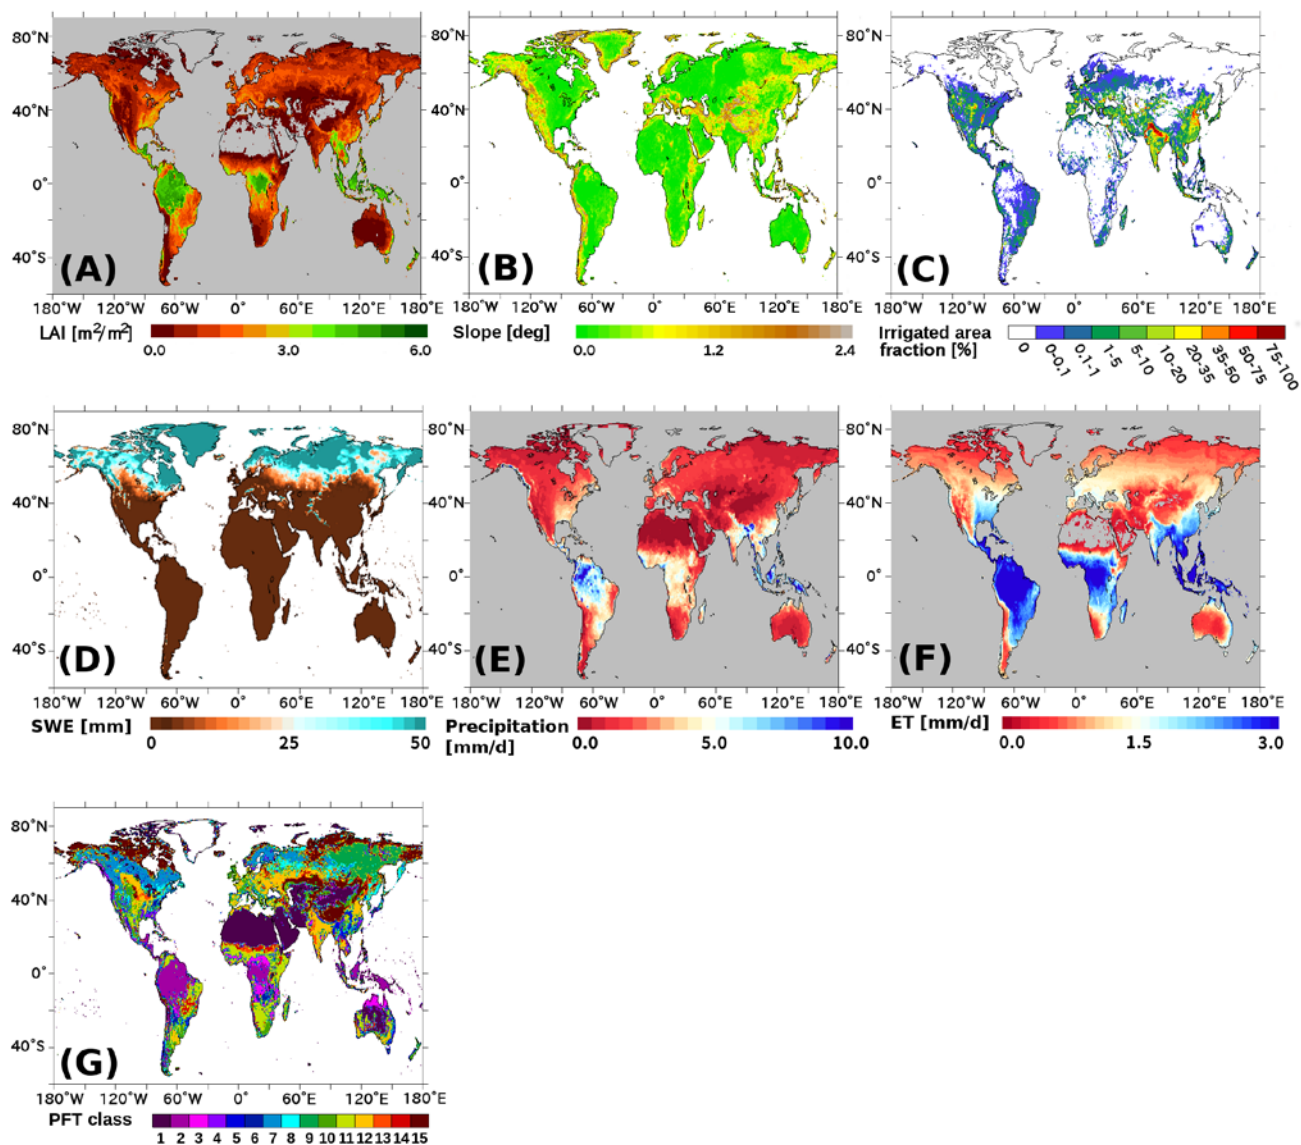 80°N
40°N
0°
40°S
(A)
180°W 120°W 60°W 0° 60°E 120°E 180°E
LAI [m²/m²]
0.0 3.0 6.0
80°N
40°N
0°
40°S
(B)
180°W 120°W 60°W 0° 60°E 120°E 180°E
Slope [deg]
0.0 1.2 2.4
80°N
40°N
0°
40°S
(C)
180°W 120°W 60°W 0° 60°E 120°E 180°E
Irrigated area
fraction [%]
0 0-0.1 0.1-1 1-5 5-10 10-20 20-35 35-50 50-75 75-100
80°N
40°N
0°
40°S
(D)
180°W 120°W 60°W 0° 60°E 120°E 180°E
SWE [mm]
0 25 50
80°N
40°N
0°
40°S
(E)
180°W 120°W 60°W 0° 60°E 120°E 180°E
Precipitation
[mm/d]
0.0 5.0 10.0
80°N
40°N
0°
40°S
(F)
180°W 120°W 60°W 0° 60°E 120°E 180°E
ET [mm/d]
0.0 1.5 3.0
80°N
40°N
0°
40°S
(G)
180°W 120°W 60°W 0° 60°E 120°E 180°E
PFT class
1 2 3 4 5 6 7 8 9 10 11 12 13 14 15